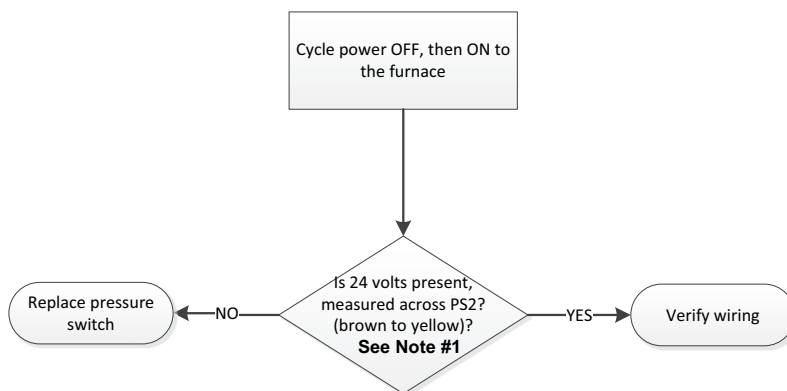 Cycle power OFF, then ON to
the furnace
Is 24 volts present,
measured across PS2?
(brown to yellow)?
See Note #1
NO
Replace pressure
switch
YES
Verify wiring